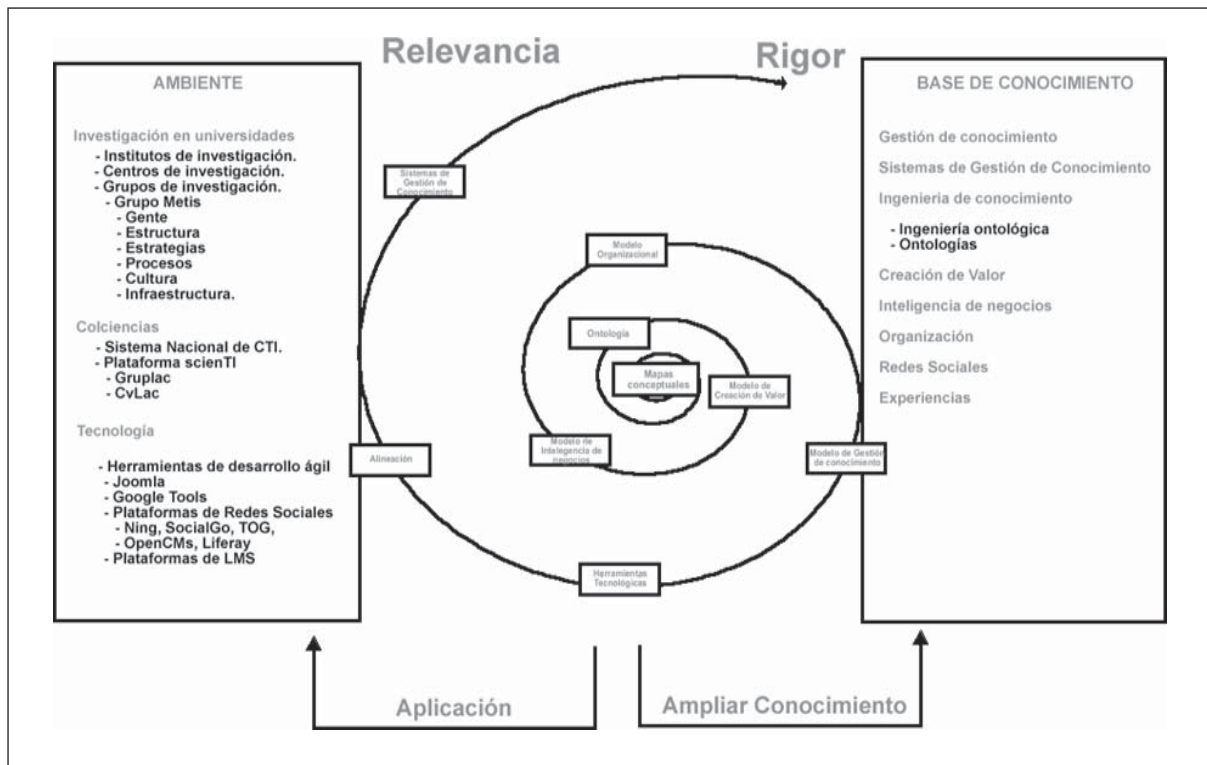 Relevancia
Rigor
AMBIENTE
Investigación en universidades
- Institutos de investigación.
- Centros de investigación.
- Grupos de investigación.
- Grupo Metis
- Gente
- Estructura
- Estrategias
- Procesos
- Cultura
- Infraestructura.
Colciencias
- Sistema Nacional de CTI.
- Plataforma scienTI
- Gruplac
- CvLac
Tecnología
- Herramientas de desarrollo ágil
- Joomla
- Google Tools
- Plataformas de Redes Sociales
- Ning, SocialGo, TOG,
- OpenCMs, Liferay
- Plataformas de LMS
Sistemas de
Gestión de
Conocimiento
Modelo
Organizacional
Ontología
Mapas
conceptuales
Modelo de
Creación de Valor
Modelo de
Intelegencia de
negocios
Alineación
Modelo de Gestión
de conocimiento
Herramientas
Tecnológicas
BASE DE CONOCIMIENTO
Gestión de conocimiento
Sistemas de Gestión de Conocimiento
Ingenieria de conocimiento
- Ingeniería ontológica
- Ontologías
Creación de Valor
Inteligencia de negocios
Organización
Redes Sociales
Experiencias
Aplicación
Ampliar Conocimiento